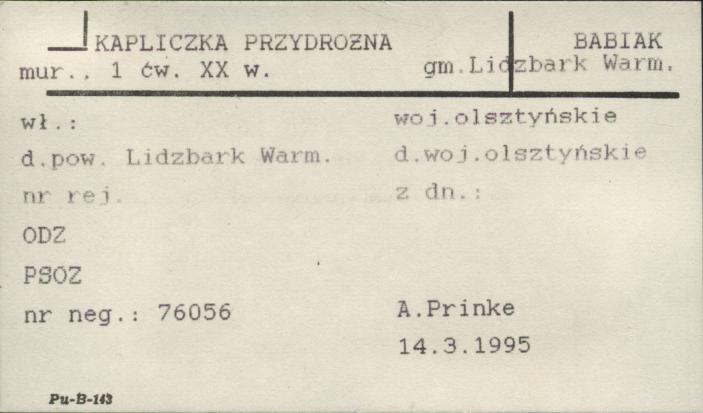 KAPLICZKA PRZYDROŻNA BABIAK
mur., 1 ćw. XX w. gm.Lidzbark Warm.
wł.: woj.olsztyńskie
d.pow. Lidzbark Warm. d.woj.olsztyńskie
nr rej. z dn.:
ODZ
PSOZ
nr neg.: 76056 A.Prinke
14.3.1995
Pu-B-143